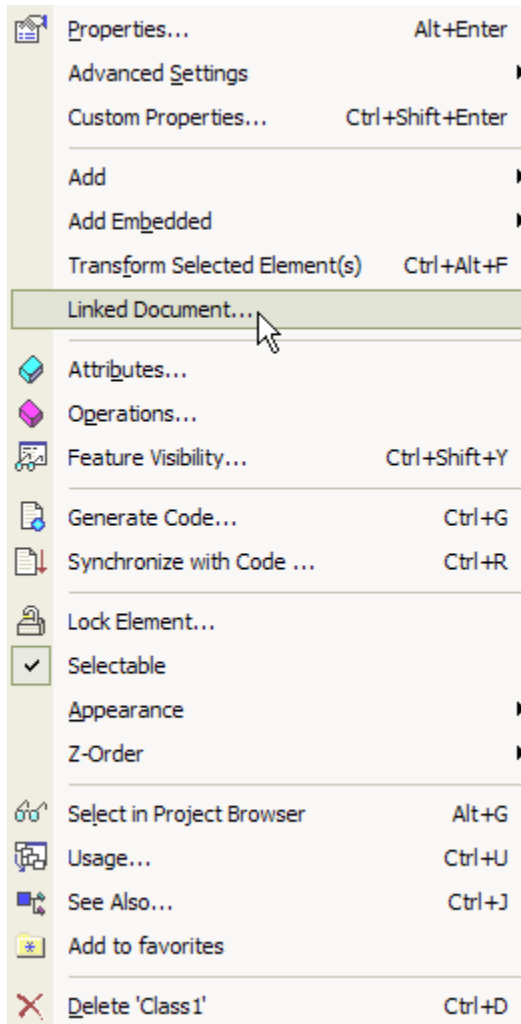 Properties... Alt+Enter
Advanced Settings
Custom Properties... Ctrl+Shift+Enter
Add
Add Embedded
Transform Selected Element(s) Ctrl+Alt+F
Linked Document...
Attributes...
Operations...
Feature Visibility... Ctrl+Shift+Y
Generate Code... Ctrl+G
Synchronize with Code ... Ctrl+R
Lock Element...
Selectable
Appearance
Z-Order
Select in Project Browser Alt+G
Usage... Ctrl+U
See Also... Ctrl+J
Add to favorites
Delete 'Class1' Ctrl+D